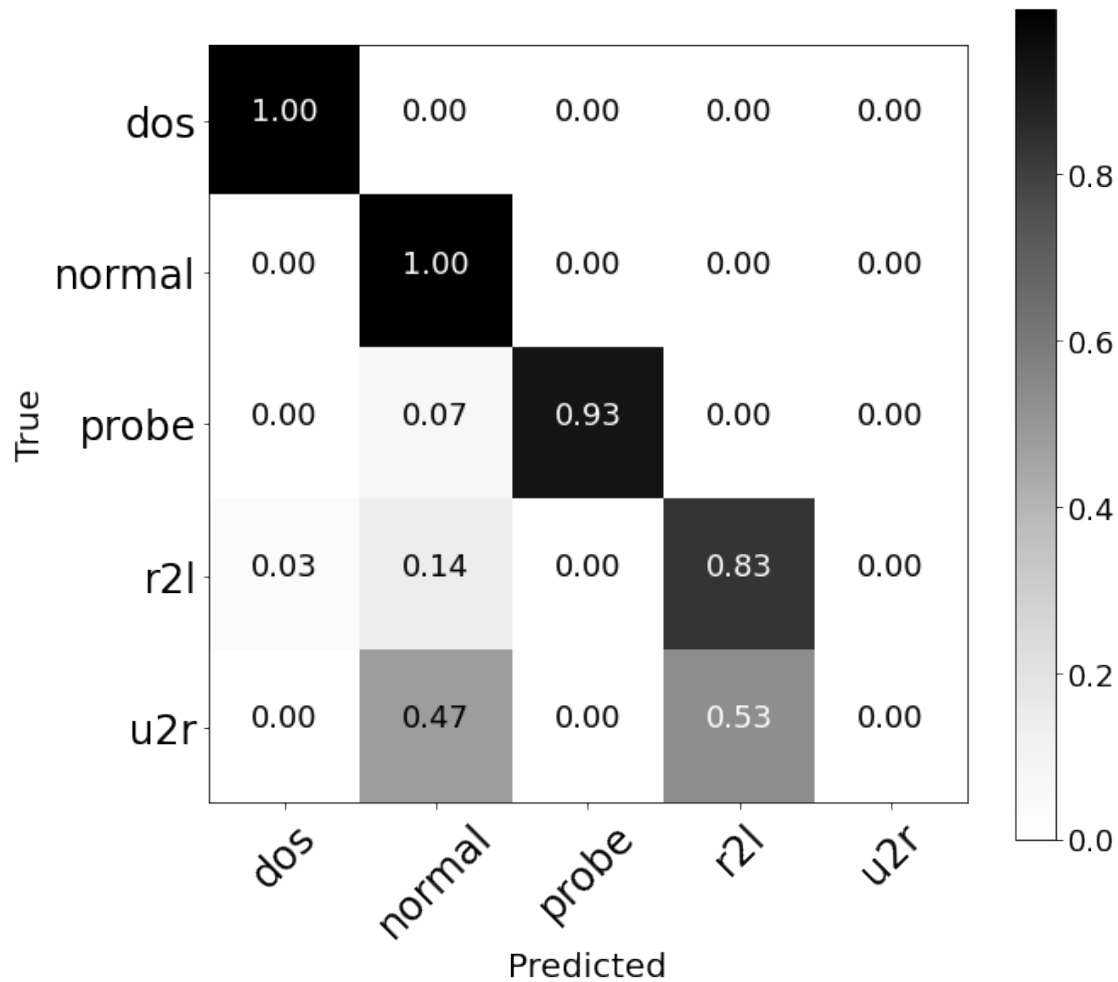 dos 1.00 0.00 0.00 0.00 0.00
normal 0.00 1.00 0.00 0.00 0.00
probe 0.00 0.07 0.93 0.00 0.00
r2l 0.03 0.14 0.00 0.83 0.00
u2r 0.00 0.47 0.00 0.53 0.00
True
dos normal probe r2l u2r
Predicted
0.8
0.6
0.4
0.2
0.0